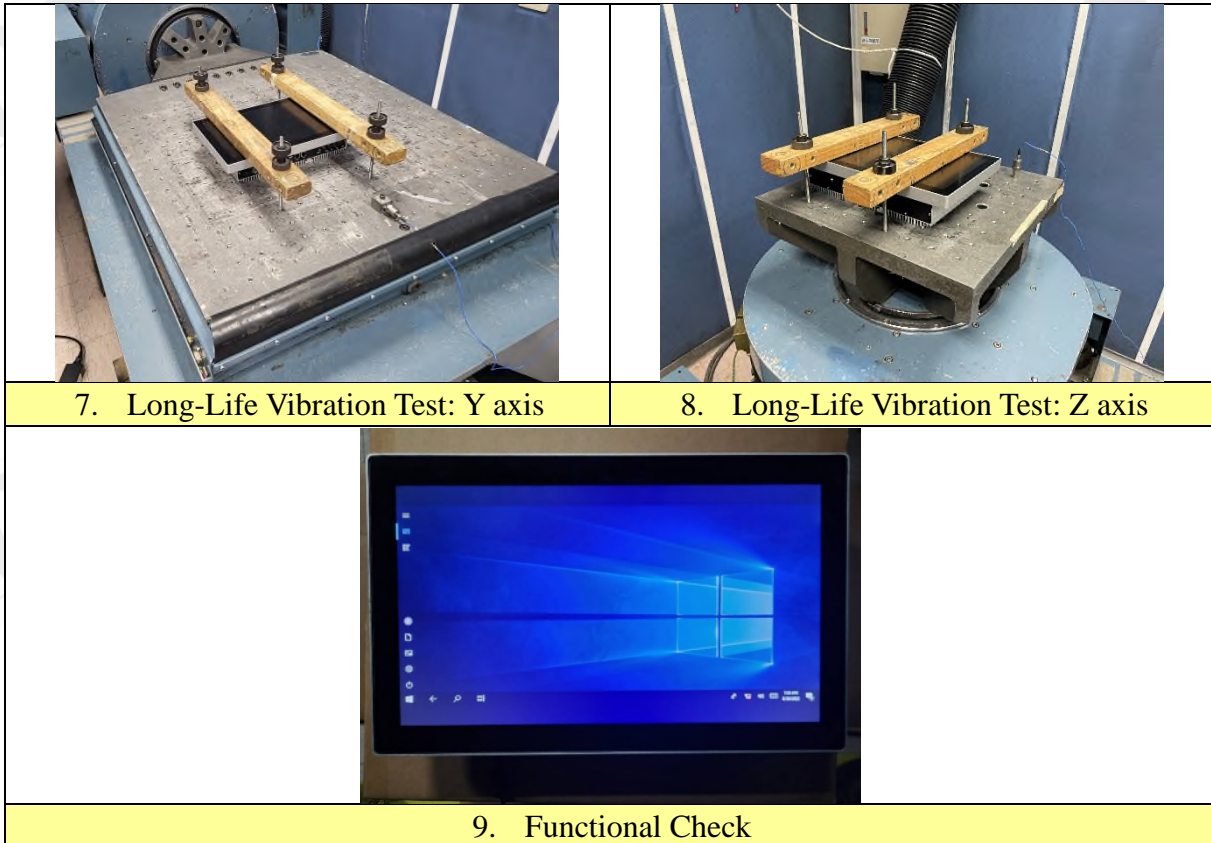 7. Long-Life Vibration Test: Y axis
8. Long-Life Vibration Test: Z axis
9. Functional Check